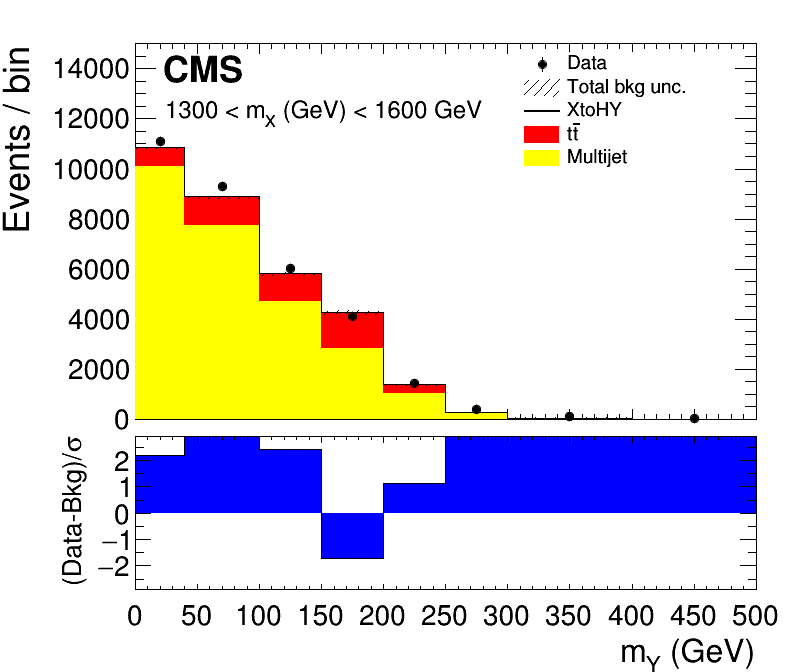 Events / bin
14000
12000
10000
8000
6000
4000
2000
0
CMS
1300 < mX (GeV) < 1600 GeV
Data
Total bkg unc.
XtoHY
tt̄
Multijet
(Data-Bkg)/σ
2
1
0
−1
−2
0 50 100 150 200 250 300 350 400 450 500
mY (GeV)